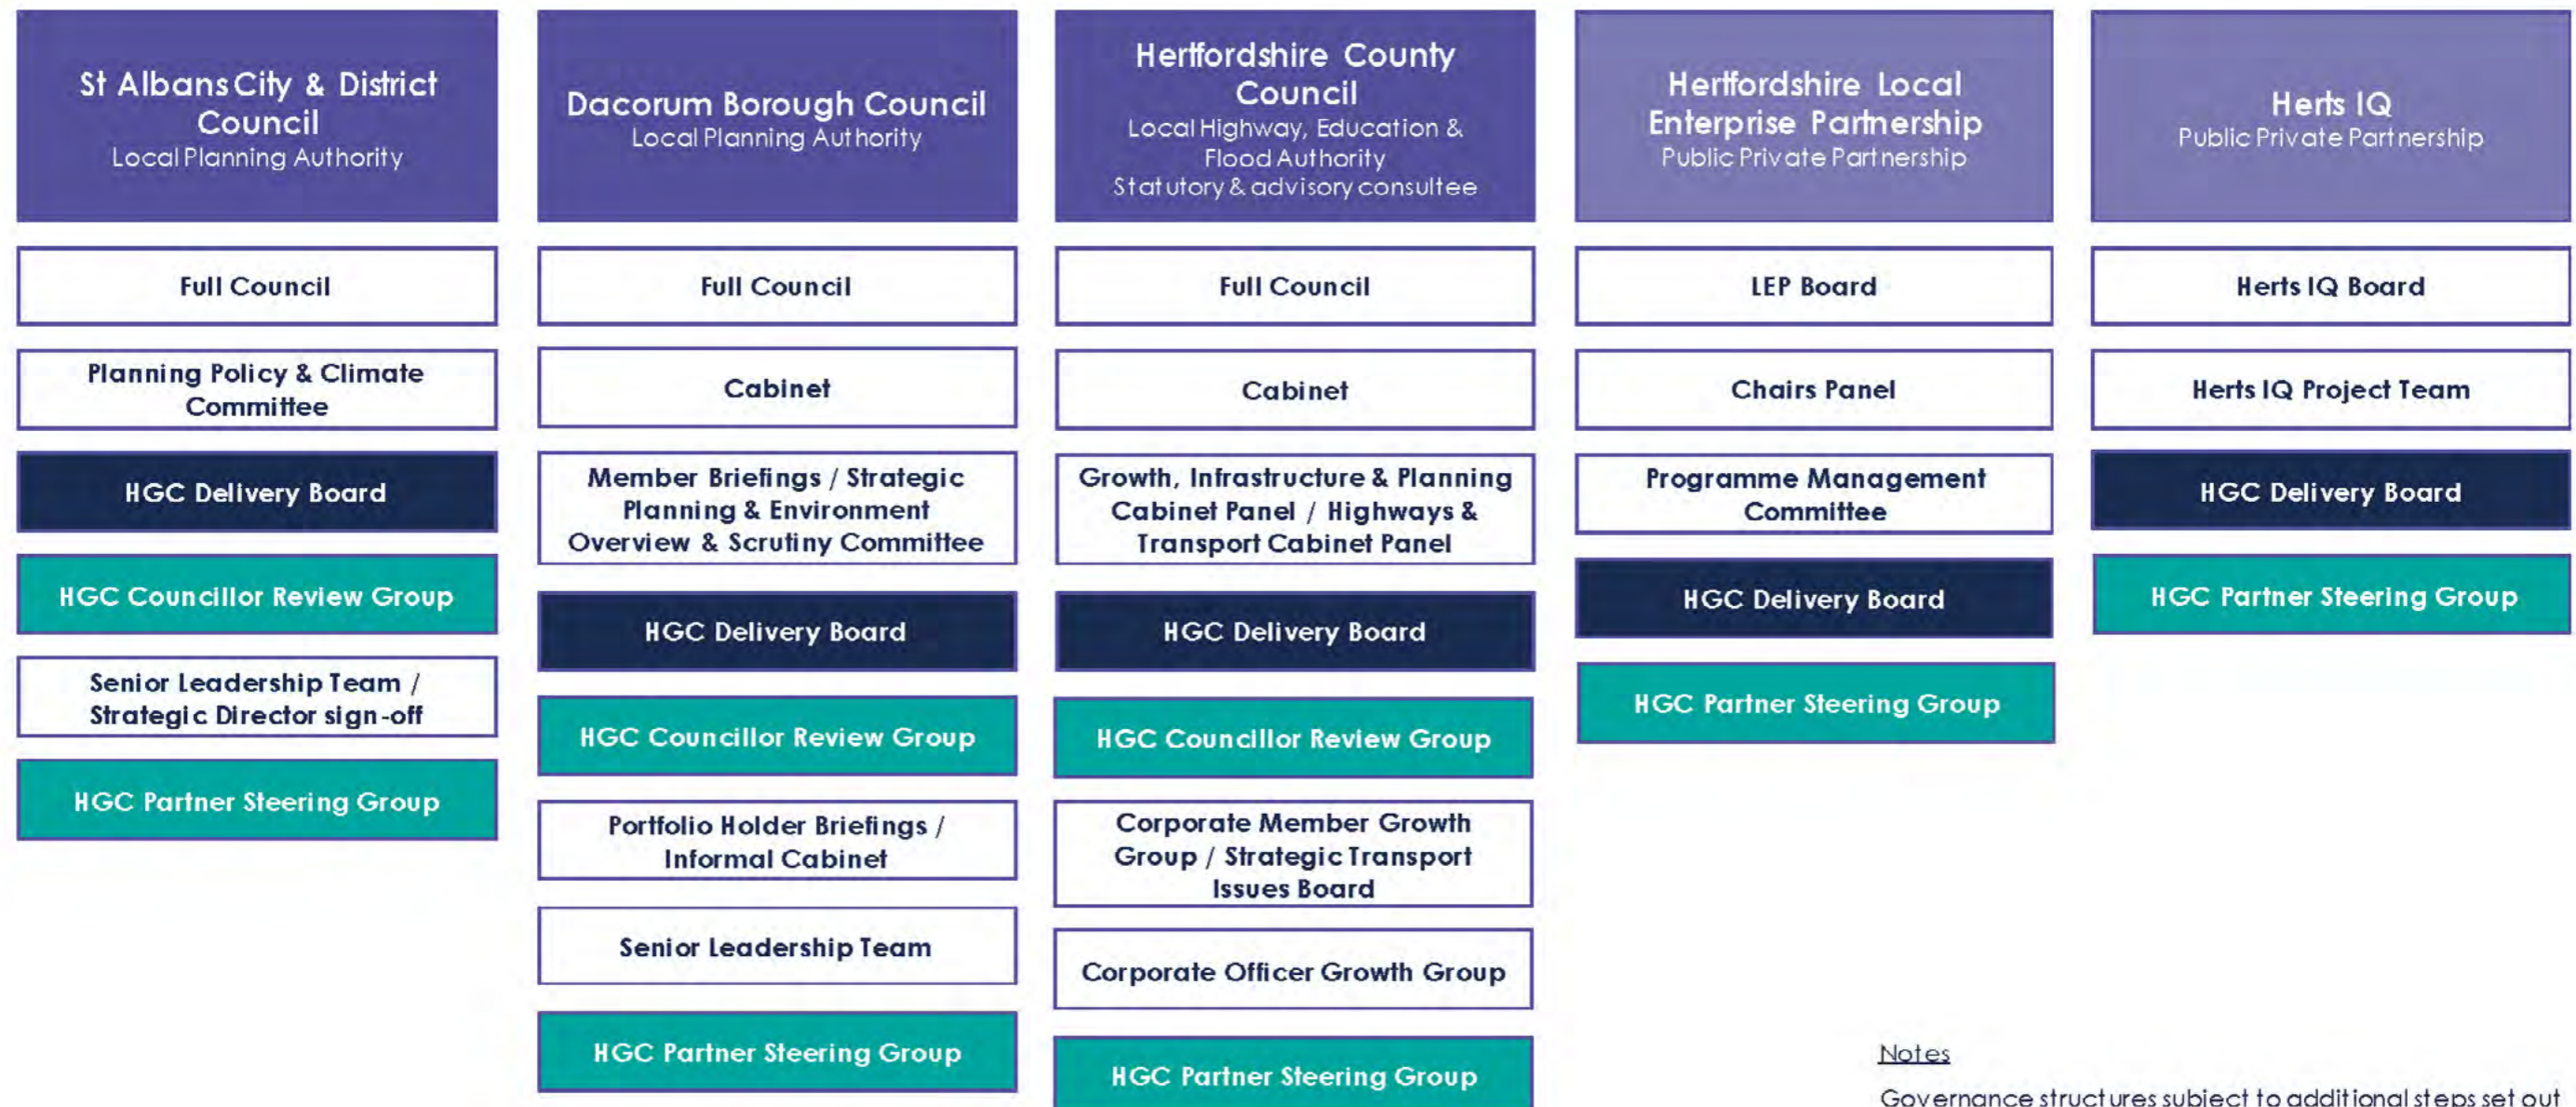 St Albans City & District
Council
Local Planning Authority
Full Council
Planning Policy & Climate
Committee
HGC Delivery Board
HGC Councillor Review Group
Senior Leadership Team /
Strategic Director sign-off
HGC Partner Steering Group
Dacorum Borough Council
Local Planning Authority
Full Council
Cabinet
Member Briefings / Strategic
Planning & Environment
Overview & Scrutiny Committee
HGC Delivery Board
HGC Councillor Review Group
Portfolio Holder Briefings /
Informal Cabinet
Senior Leadership Team
HGC Partner Steering Group
Hertfordshire County
Council
Local Highway, Education &
Flood Authority
Statutory & advisory consultee
Full Council
Cabinet
Growth, Infrastructure & Planning
Cabinet Panel / Highways &
Transport Cabinet Panel
HGC Delivery Board
HGC Councillor Review Group
Corporate Member Growth
Group / Strategic Transport
Issues Board
Corporate Officer Growth Group
HGC Partner Steering Group
Hertfordshire Local
Enterprise Partnership
Public Private Partnership
LEP Board
Chairs Panel
Programme Management
Committee
HGC Delivery Board
HGC Partner Steering Group
Herts IQ
Public Private Partnership
Herts IQ Board
Herts IQ Project Team
HGC Delivery Board
HGC Partner Steering Group
Notes
Governance structures subject to additional steps set out